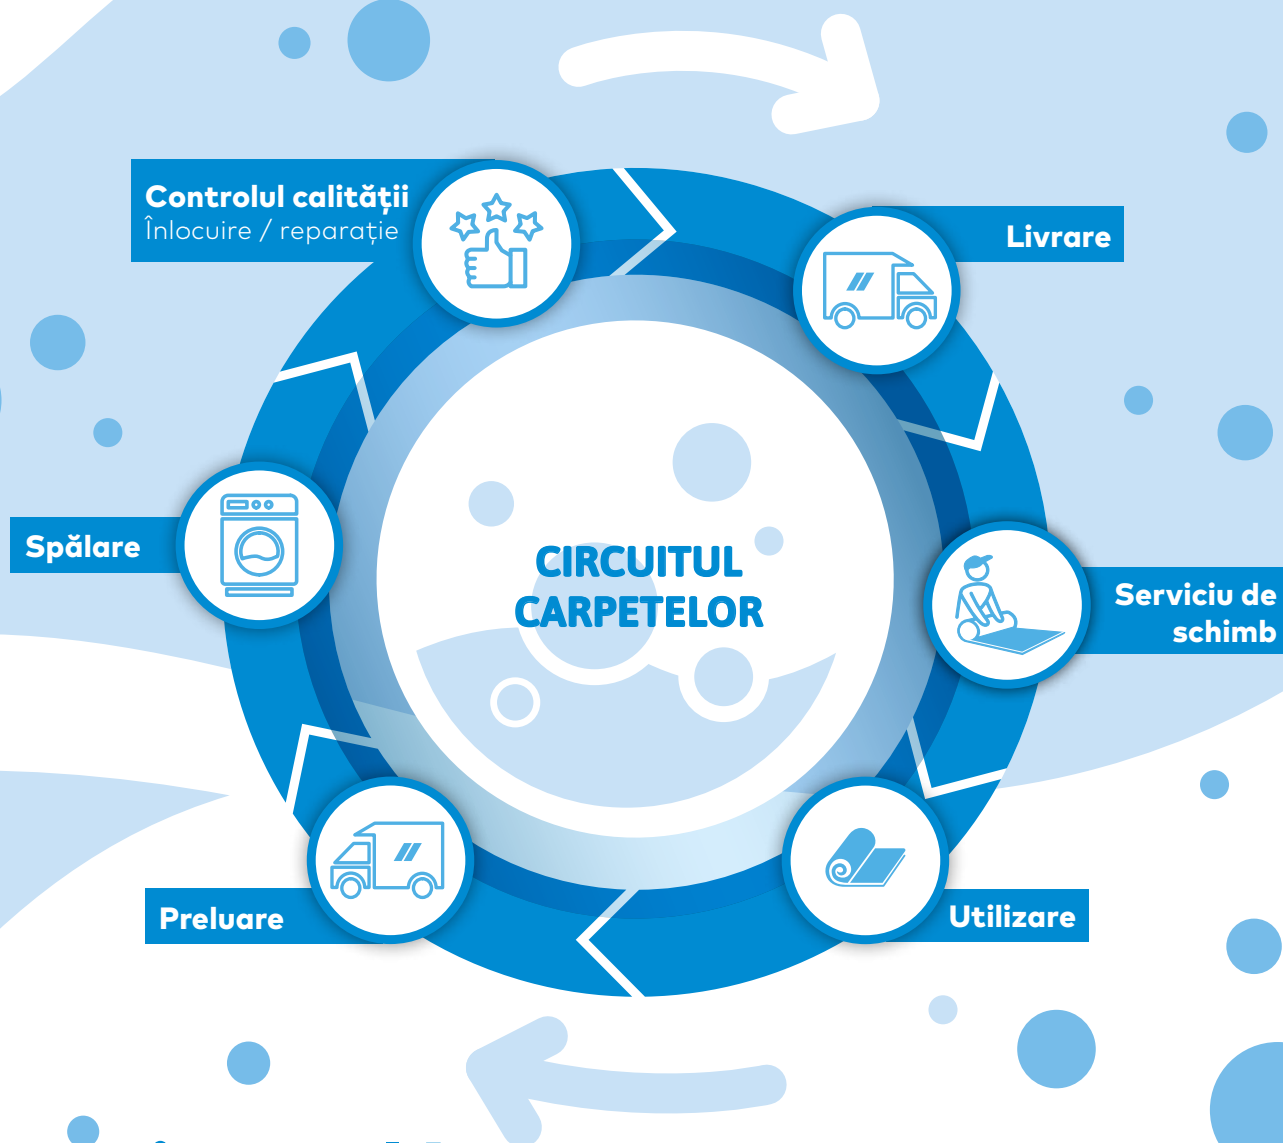 Controlul calității
Înlocuire / reparație
Livrare
Spălare
CIRCUITUL
CARPETELOR
Serviciu de
schimb
Preluare
Utilizare